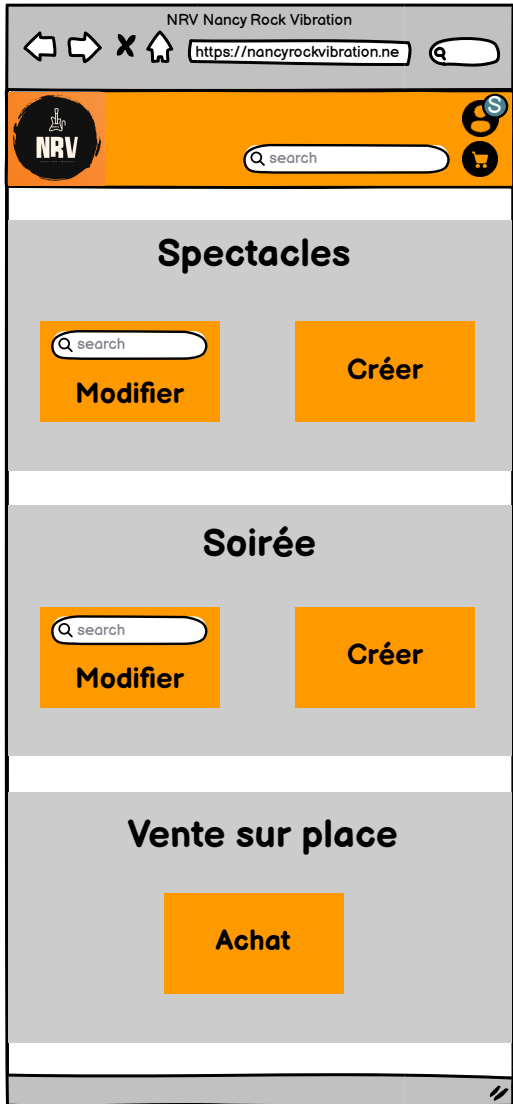 NRV Nancy Rock Vibration
https://nancyrockvibration.ne
S
NRV
search
Spectacles
search
Modifier
Créer
Soirée
search
Modifier
Créer
Vente sur place
Achat